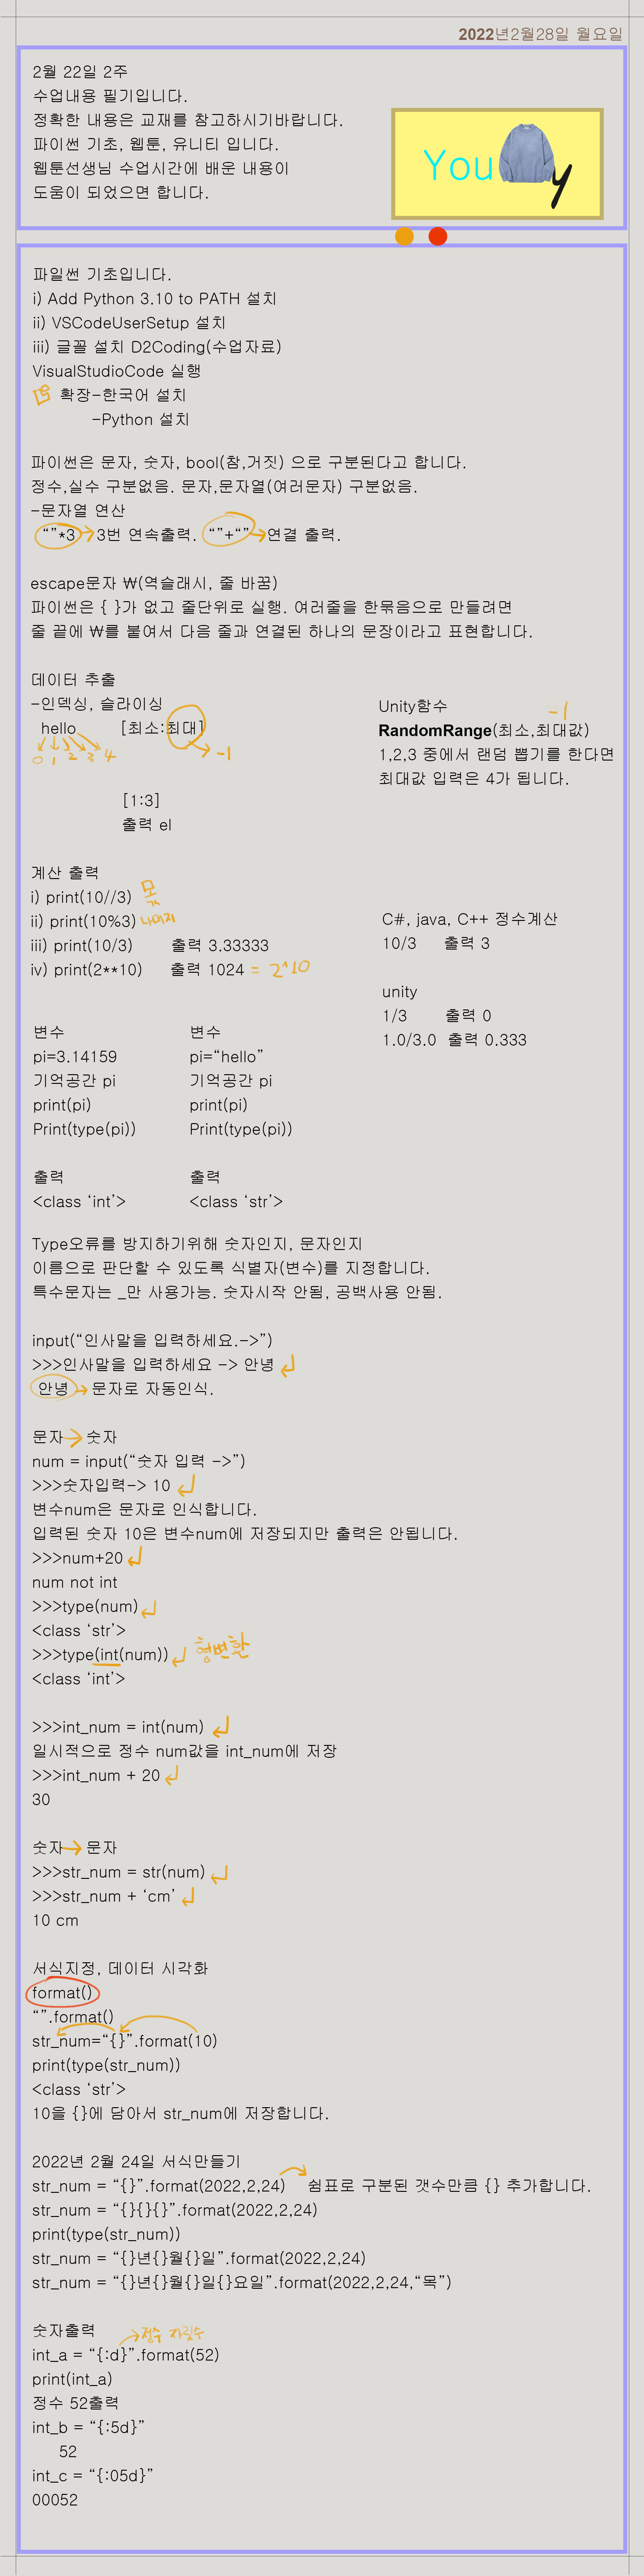 2022년2월28일 월요일
2월 22일 2주
수업내용 필기입니다.
정확한 내용은 교재를 참고하시기바랍니다.
파이썬 기초, 웹툰, 유니티 입니다.
웹툰선생님 수업시간에 배운 내용이
도움이 되었으면 합니다.
You y
파일썬 기초입니다.
i) Add Python 3.10 to PATH 설치
ii) VSCodeUserSetup 설치
iii) 글꼴 설치 D2Coding(수업자료)
VisualStudioCode 실행
확장-한국어 설치
-Python 설치
파이썬은 문자, 숫자, bool(참,거짓) 으로 구분된다고 합니다.
정수,실수 구분없음. 문자,문자열(여러문자) 구분없음.
-문자열 연산
“”*3 → 3번 연속출력. “”+“” → 연결 출력.
escape문자 ₩(역슬래시, 줄 바꿈)
파이썬은 { }가 없고 줄단위로 실행. 여러줄을 한묶음으로 만들려면
줄 끝에 ₩를 붙여서 다음 줄과 연결된 하나의 문장이라고 표현합니다.
데이터 추출
-인덱싱, 슬라이싱
hello [최소:최대]
0 1 2 3 4 → -1
[1:3]
출력 el
Unity함수
-1
RandomRange(최소,최대값)
1,2,3 중에서 랜덤 뽑기를 한다면
최대값 입력은 4가 됩니다.
계산 출력
i) print(10//3) 몫
ii) print(10%3) 나머지
iii) print(10/3) 출력 3.33333
iv) print(2**10) 출력 1024 = 2^10
C#, java, C++ 정수계산
10/3 출력 3
unity
1/3 출력 0
1.0/3.0 출력 0.333
변수
pi=3.14159
기억공간 pi
print(pi)
Print(type(pi))
출력
<class ‘int’>
변수
pi=“hello”
기억공간 pi
print(pi)
Print(type(pi))
출력
<class ‘str’>
Type오류를 방지하기위해 숫자인지, 문자인지
이름으로 판단할 수 있도록 식별자(변수)를 지정합니다.
특수문자는 _만 사용가능. 숫자시작 안됨, 공백사용 안됨.
input(“인사말을 입력하세요.->”)
>>>인사말을 입력하세요 -> 안녕
안녕 → 문자로 자동인식.
문자 → 숫자
num = input(“숫자 입력 ->”)
>>>숫자입력-> 10
변수num은 문자로 인식합니다.
입력된 숫자 10은 변수num에 저장되지만 출력은 안됩니다.
>>>num+20
num not int
>>>type(num)
<class ‘str’>
>>>type(int(num)) 형변환
<class ‘int’>
>>>int_num = int(num)
일시적으로 정수 num값을 int_num에 저장
>>>int_num + 20
30
숫자 → 문자
>>>str_num = str(num)
>>>str_num + ‘cm’
10 cm
서식지정, 데이터 시각화
format()
“”.format()
str_num=“{}”.format(10)
print(type(str_num))
<class ‘str’>
10을 {}에 담아서 str_num에 저장합니다.
2022년 2월 24일 서식만들기
str_num = “{}”.format(2022,2,24) 쉼표로 구분된 갯수만큼 {} 추가합니다.
str_num = “{}{}{}”.format(2022,2,24)
print(type(str_num))
str_num = “{}년{}월{}일”.format(2022,2,24)
str_num = “{}년{}월{}일{}요일”.format(2022,2,24,“목”)
숫자출력
→ 정수 자릿수
int_a = “{:d}”.format(52)
print(int_a)
정수 52출력
int_b = “{:5d}”
52
int_c = “{:05d}”
00052